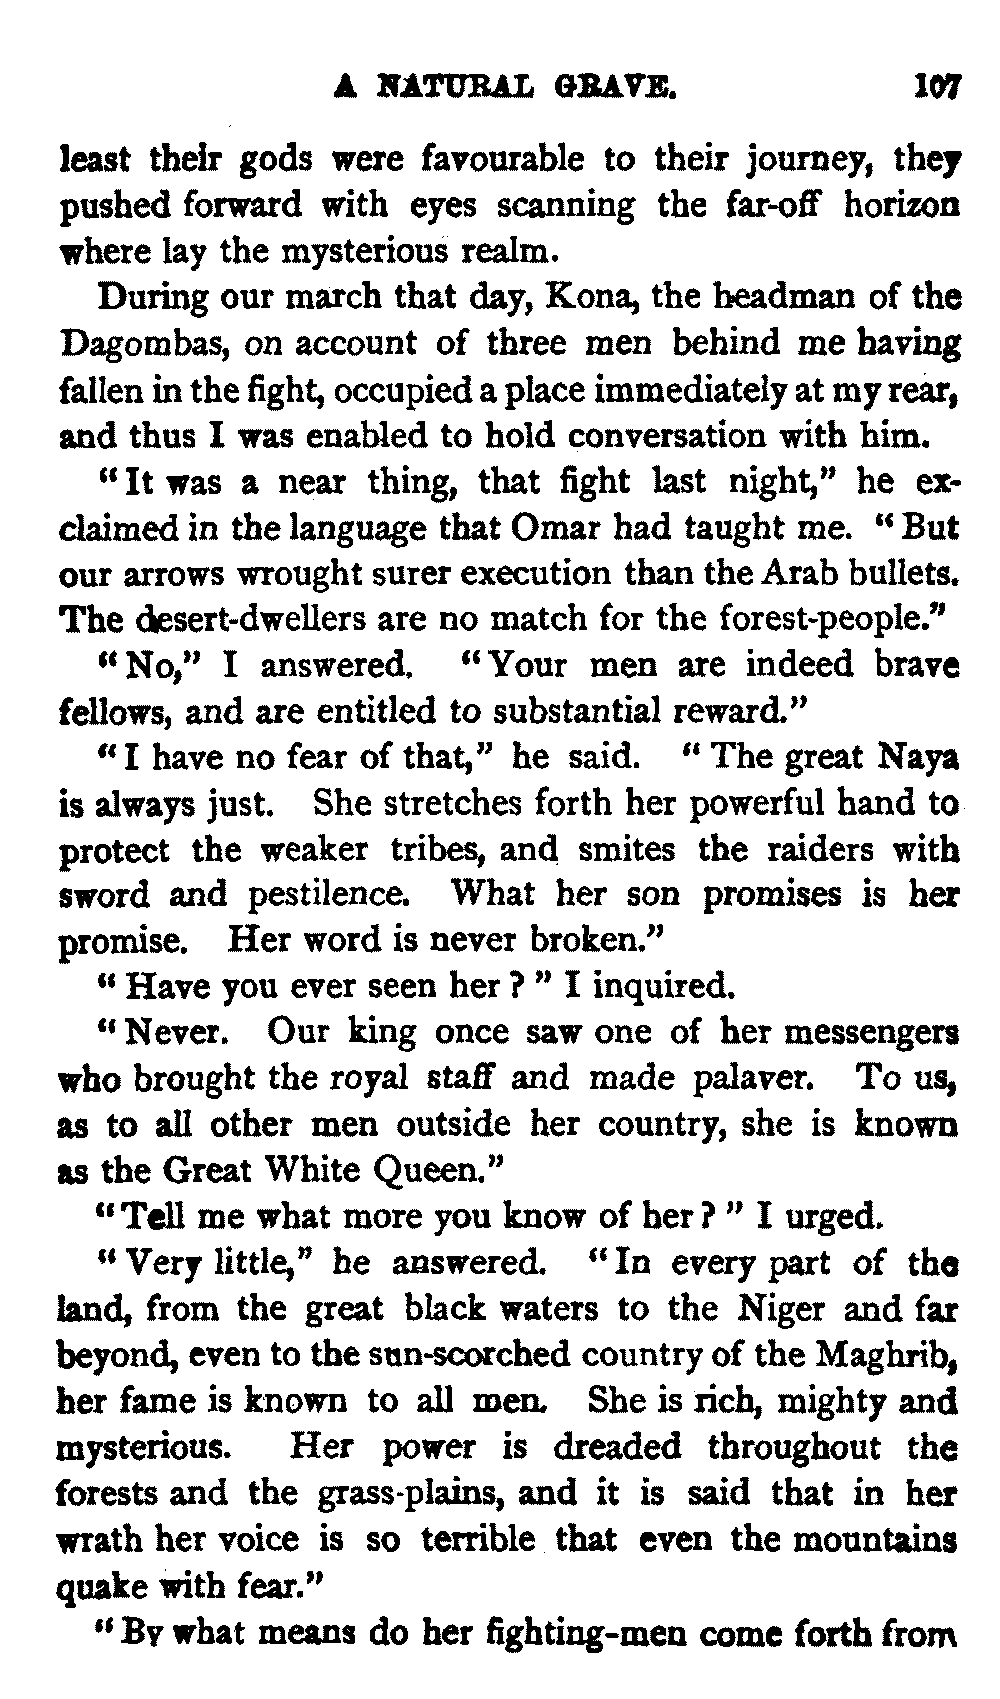 A NATURAL GRAVE. 107
least their gods were favourable to their journey, they
pushed forward with eyes scanning the far-off horizon
where lay the mysterious realm.
During our march that day, Kona, the headman of the
Dagombas, on account of three men behind me having
fallen in the fight, occupied a place immediately at my rear,
and thus I was enabled to hold conversation with him.
“It was a near thing, that fight last night,” he ex-
claimed in the language that Omar had taught me. “But
our arrows wrought surer execution than the Arab bullets.
The desert-dwellers are no match for the forest-people.”
“No,” I answered. “Your men are indeed brave
fellows, and are entitled to substantial reward.”
“I have no fear of that,” he said. “The great Naya
is always just. She stretches forth her powerful hand to
protect the weaker tribes, and smites the raiders with
sword and pestilence. What her son promises is her
promise. Her word is never broken.”
“Have you ever seen her?” I inquired.
“Never. Our king once saw one of her messengers
who brought the royal staff and made palaver. To us,
as to all other men outside her country, she is known
as the Great White Queen.”
“Tell me what more you know of her?” I urged.
“Very little,” he answered. “In every part of the
land, from the great black waters to the Niger and far
beyond, even to the sun-scorched country of the Maghrib,
her fame is known to all men. She is rich, mighty and
mysterious. Her power is dreaded throughout the
forests and the grass-plains, and it is said that in her
wrath her voice is so terrible that even the mountains
quake with fear.”
“By what means do her fighting-men come forth from